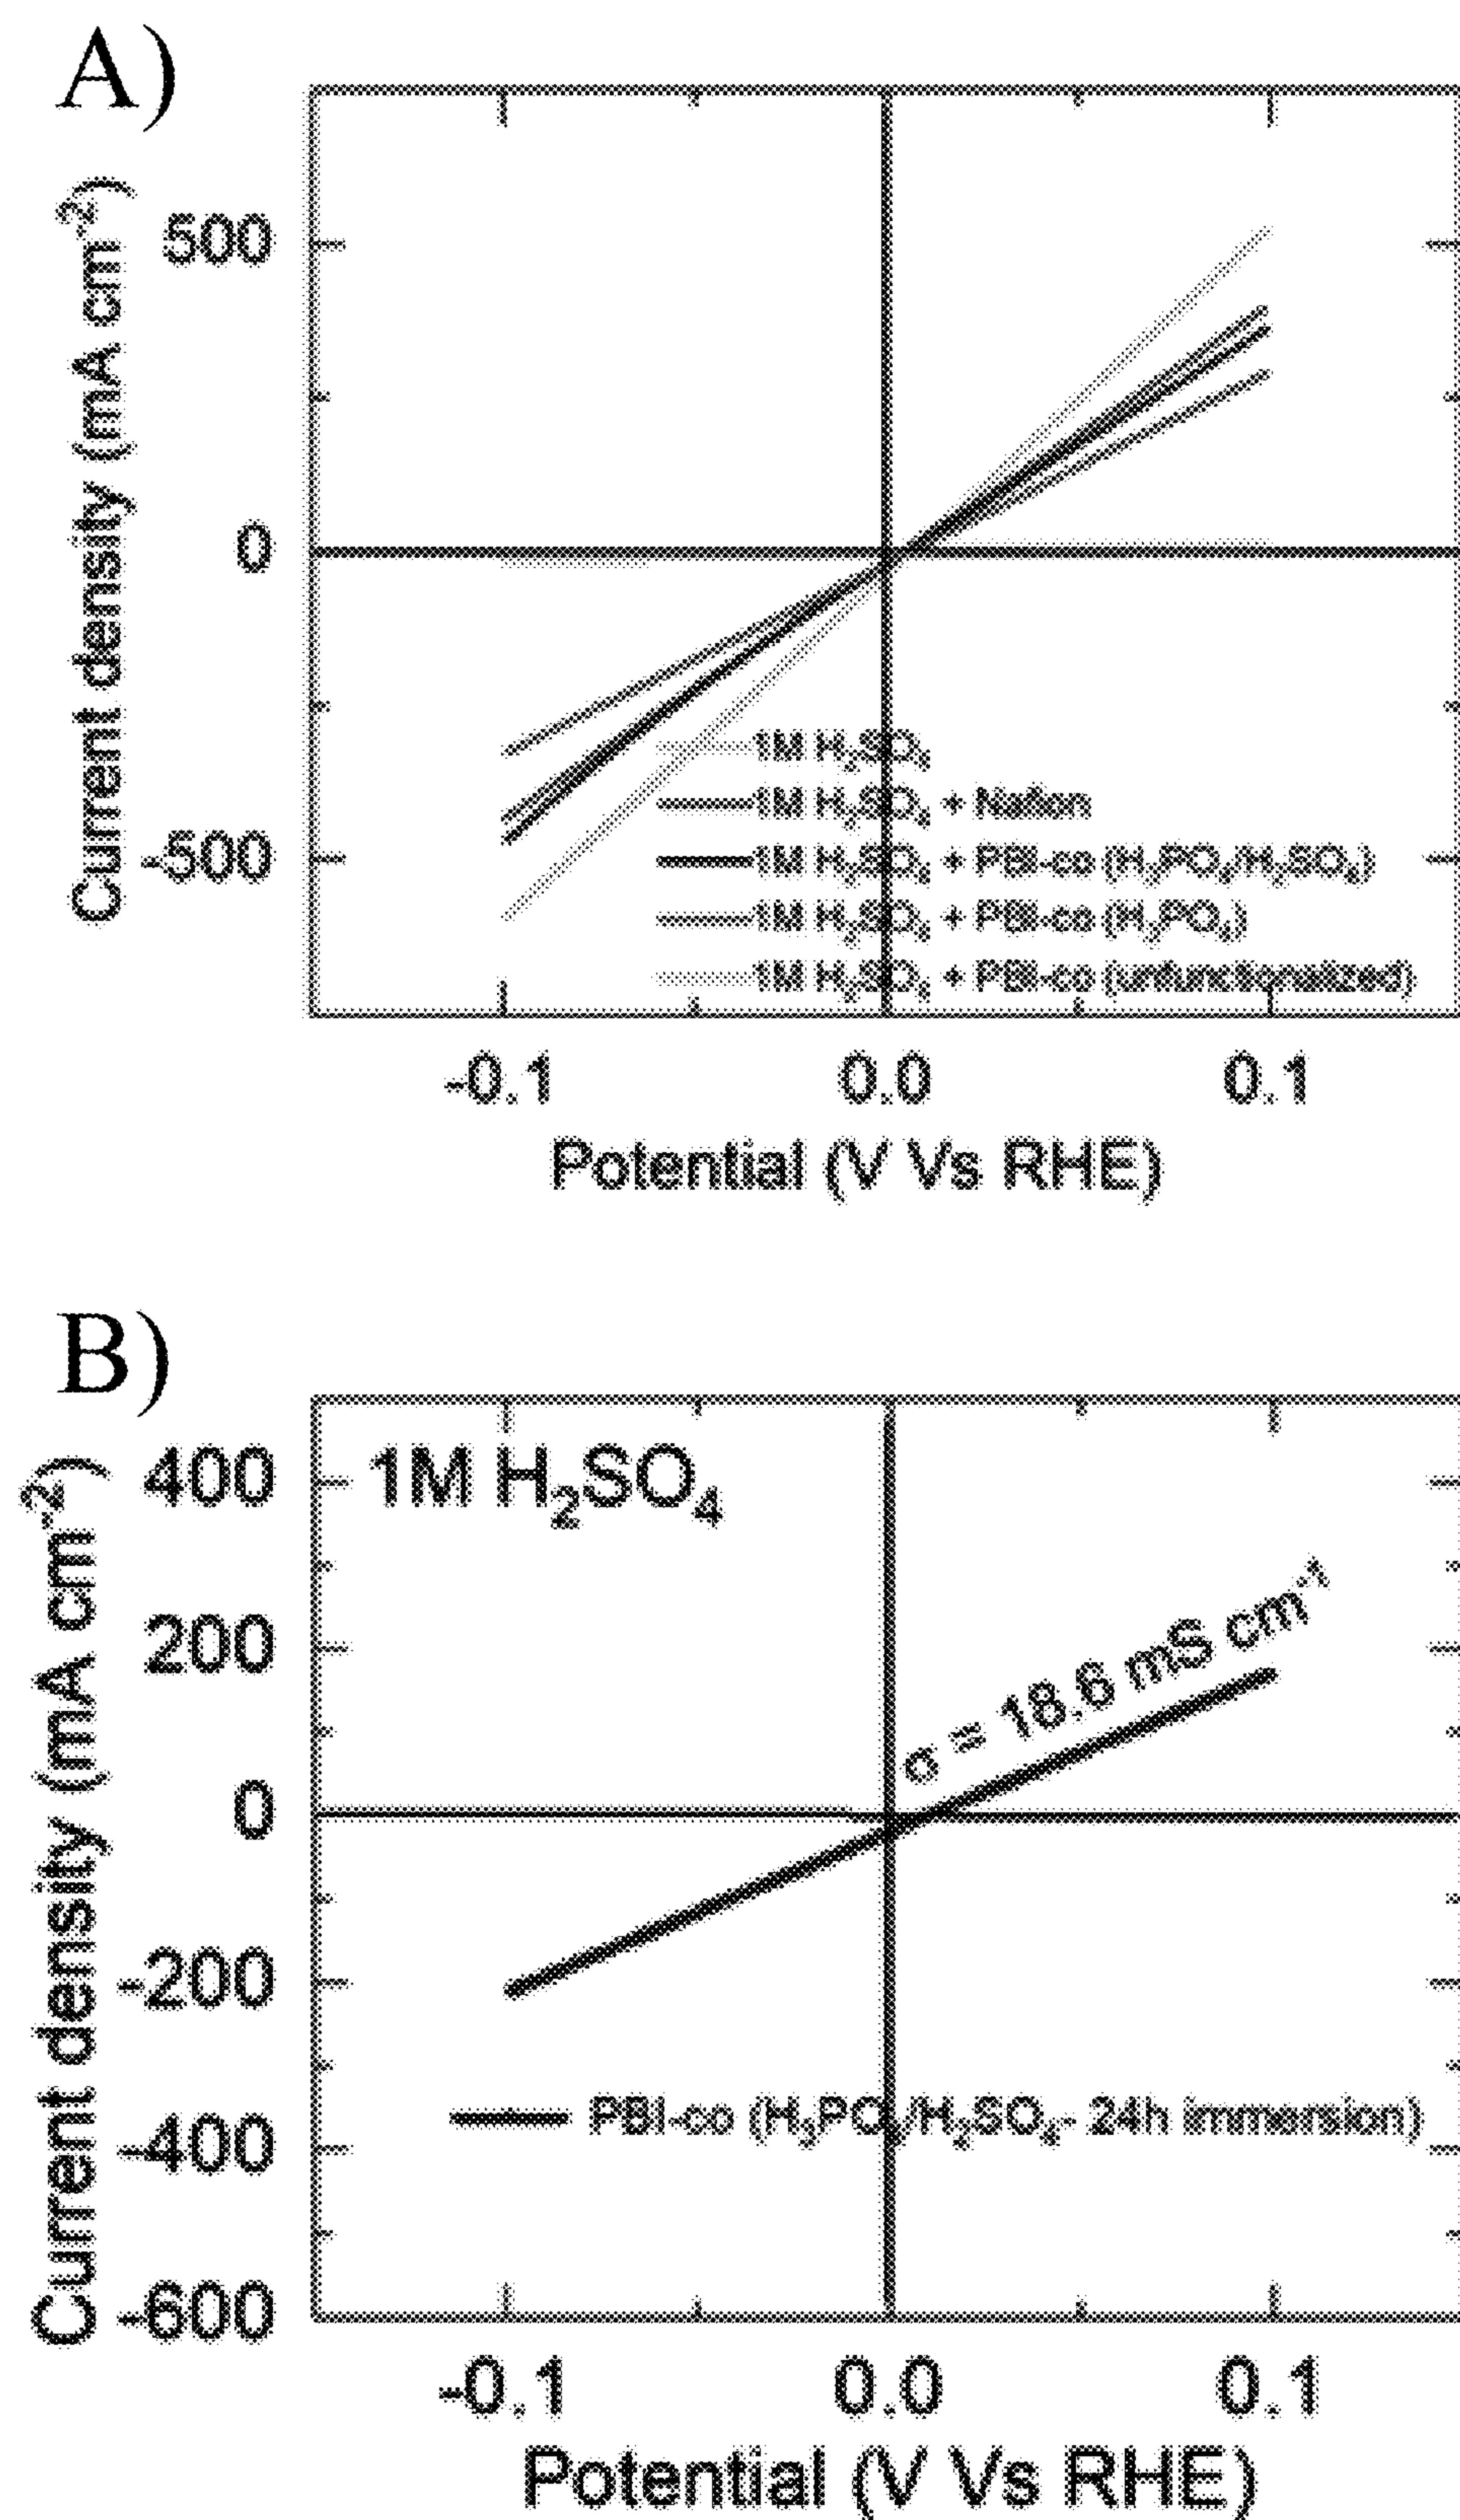 A)
Current density (mA cm⁻²)
500
0
-500
1M H₂SO₄
1M H₂SO₄ + Nafion
1M H₂SO₄ + PBI-co (H₃PO₄/H₂SO₄)
1M H₂SO₄ + PBI-co (H₃PO₄)
1M H₂SO₄ + PBI-co (unfunctionalized)
-0.1 0.0 0.1
Potential (V Vs RHE)
B)
Current density (mA cm⁻²)
400
200
0
-200
-400
-600
1M H₂SO₄
σ = 18.6 mS cm⁻¹
PBI-co (H₃PO₄/H₂SO₄- 24h immersion)
-0.1 0.0 0.1
Potential (V Vs RHE)